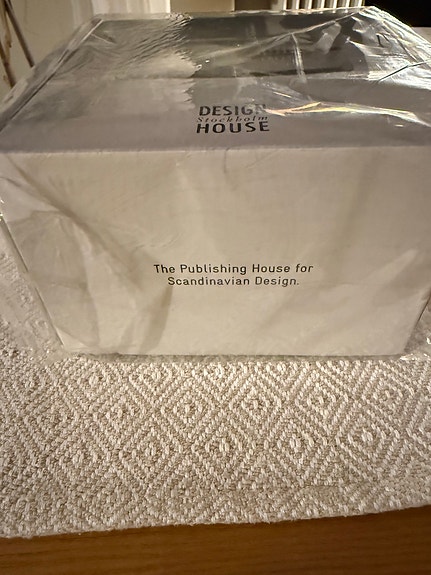 DESIGN
Stockholm
HOUSE
The Publishing House for
Scandinavian Design.